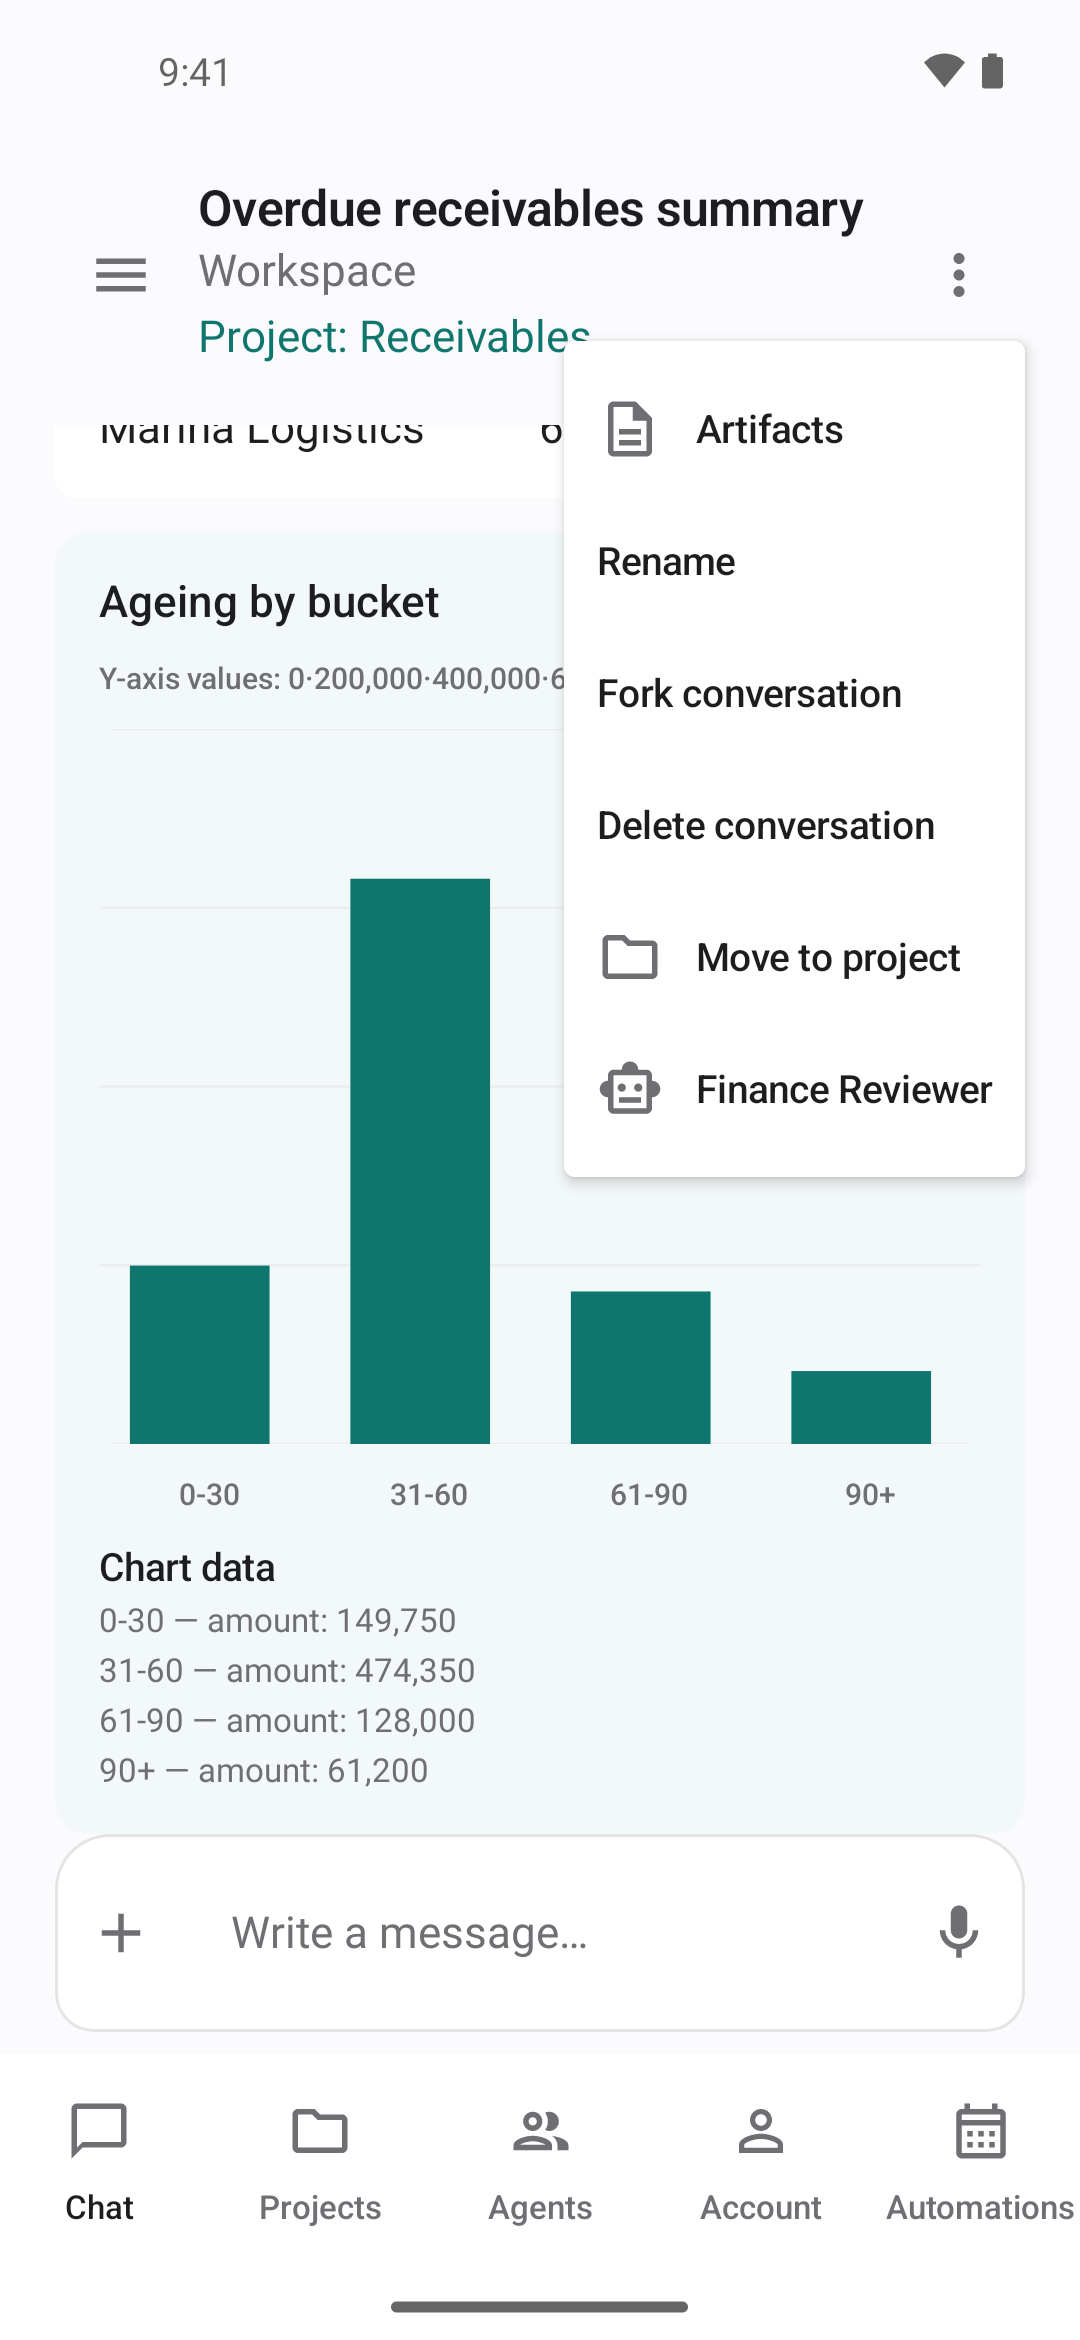 9:41
Overdue receivables summary
Workspace
Project: Receivables
Artifacts
Marina Logistics 6
Rename
Ageing by bucket
Y-axis values: 0·200,000·400,000·6
Fork conversation
Delete conversation
Move to project
Finance Reviewer
0-30 31-60 61-90 90+
Chart data
0-30 — amount: 149,750
31-60 — amount: 474,350
61-90 — amount: 128,000
90+ — amount: 61,200
Write a message...
Chat Projects Agents Account Automations